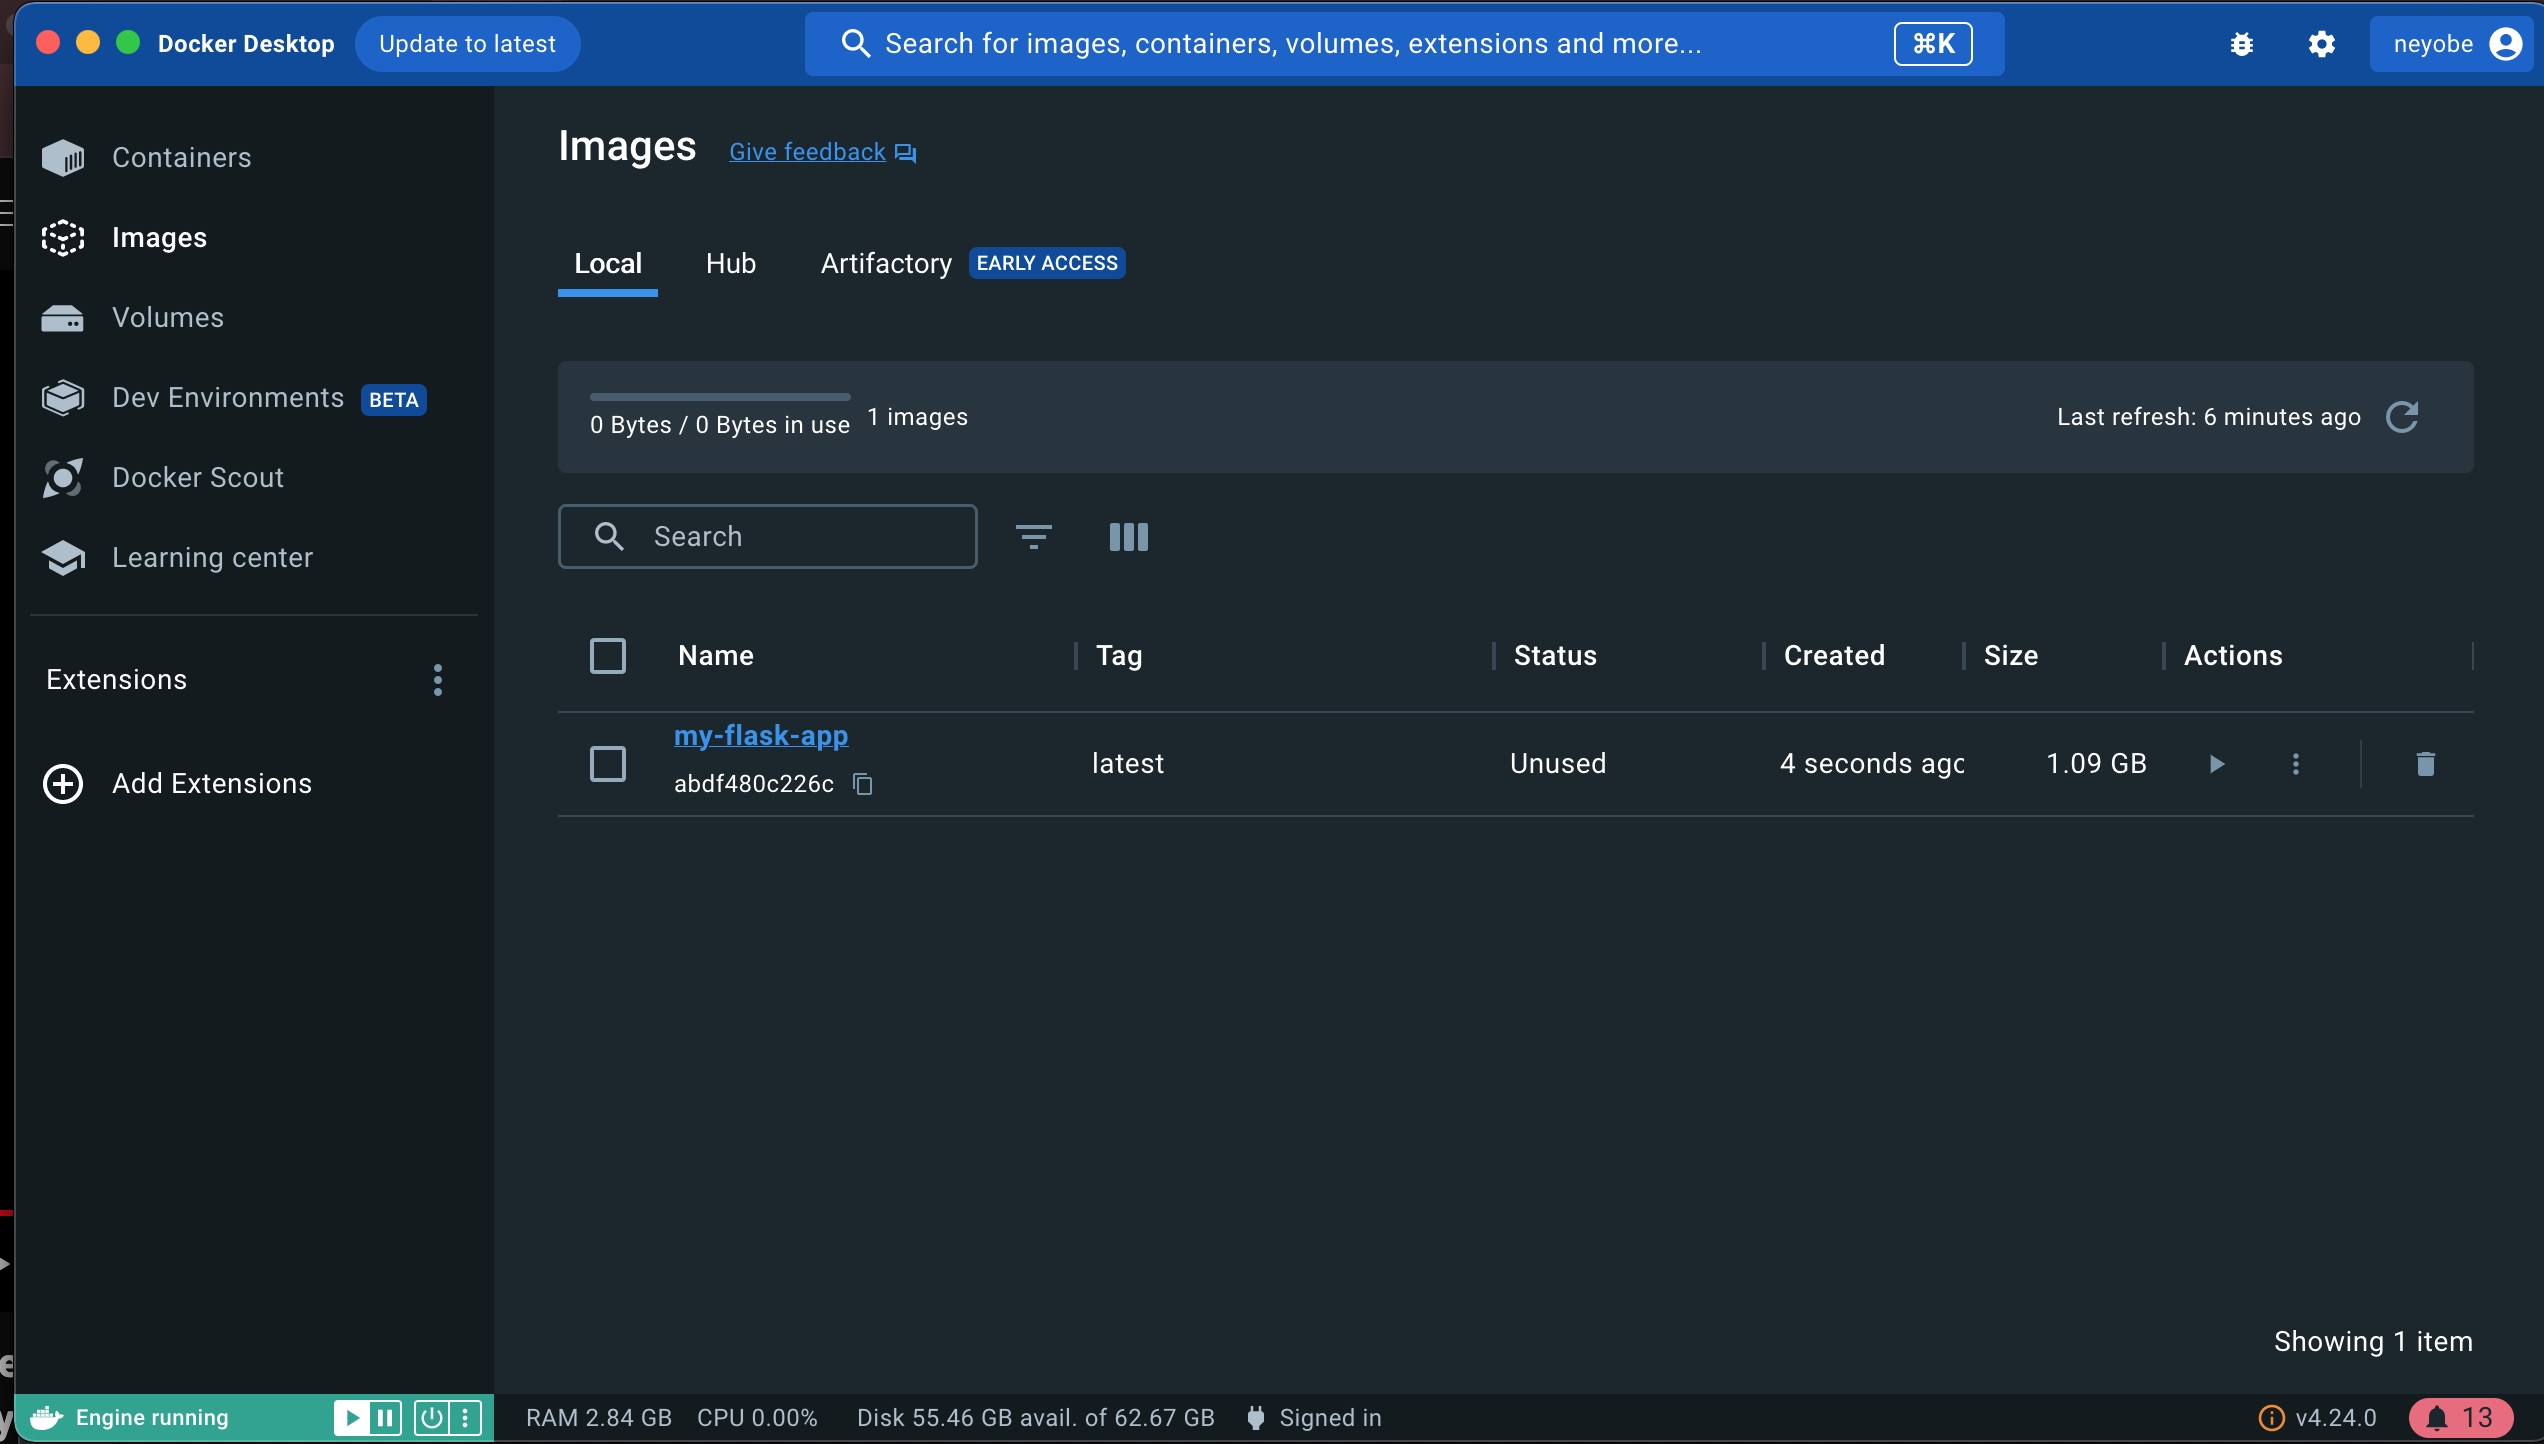 Docker Desktop Update to latest Search for images, containers, volumes, extensions and more... ⌘K neyobe
Containers
Images
Volumes
Dev Environments BETA
Docker Scout
Learning center
Extensions
Add Extensions
Images Give feedback
Local Hub Artifactory EARLY ACCESS
0 Bytes / 0 Bytes in use 1 images Last refresh: 6 minutes ago
Search
Name Tag Status Created Size Actions
my-flask-app
abdf480c226c
latest Unused 4 seconds ago 1.09 GB
Showing 1 item
Engine running RAM 2.84 GB CPU 0.00% Disk 55.46 GB avail. of 62.67 GB Signed in v4.24.0 13